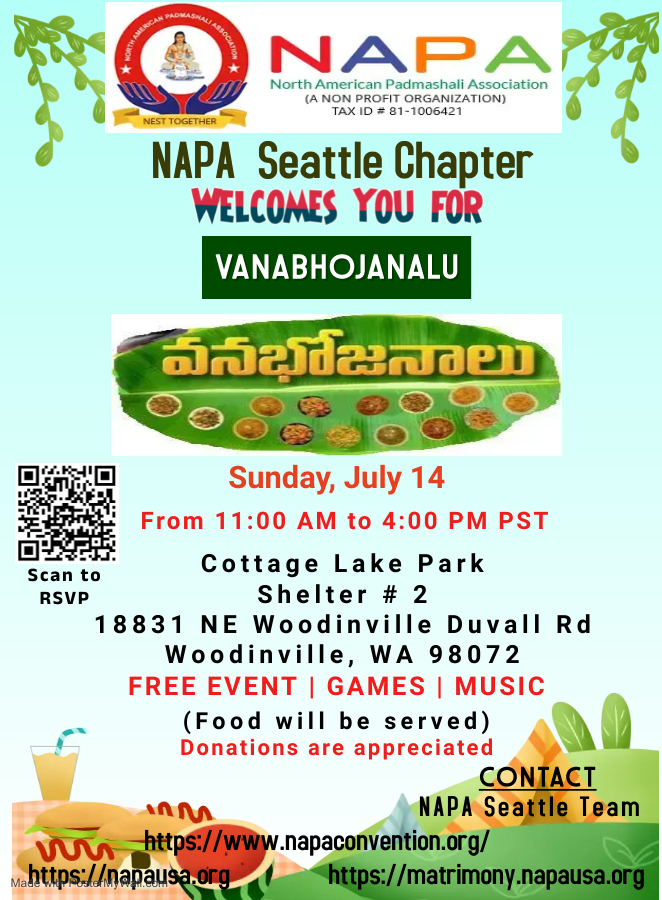 NORTH AMERICAN PADMASHALI ASSOCIATION
NEST TOGETHER
NAPA
North American Padmashali Association
(A NON PROFIT ORGANIZATION)
TAX ID # 81-1006421
NAPA Seattle Chapter
WELCOMES YOU FOR
VANABHOJANALU
వనభోజనాలు
Sunday, July 14
From 11:00 AM to 4:00 PM PST
Scan to
RSVP
Cottage Lake Park
Shelter # 2
18831 NE Woodinville Duvall Rd
Woodinville, WA 98072
FREE EVENT | GAMES | MUSIC
(Food will be served)
Donations are appreciated
CONTACT
NAPA Seattle Team
https://www.napaconvention.org/
https://napausa.org
https://matrimony.napausa.org
Made with PosterMyWall.com